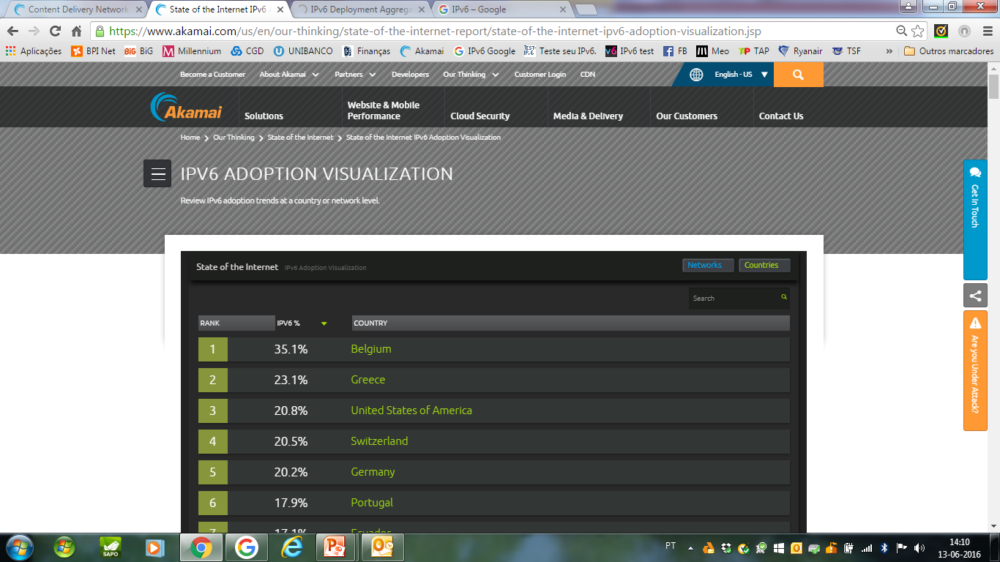 Content Delivery Network
State of the Internet IPv6 A
IPv6 Deployment Aggrega
IPv6 – Google
https://www.akamai.com/us/en/our-thinking/state-of-the-internet-report/state-of-the-internet-ipv6-adoption-visualization.jsp
Aplicações BPI Net BiG BiG Millennium CGD UNIBANCO Finanças Akamai IPv6 Google Teste seu IPv6. IPv6 test FB Meo TAP Ryanair TSF » Outros marcadores
Become a Customer About Akamai Partners Developers Our Thinking Customer Login CDN English - US
Akamai
Solutions
Website & Mobile
Performance
Cloud Security
Media & Delivery
Our Customers
Contact Us
Home Our Thinking State of the Internet State of the Internet IPv6 Adoption Visualization
IPV6 ADOPTION VISUALIZATION
Review IPv6 adoption trends at a country or network level.
Get In Touch
Are you Under Attack?
State of the Internet IPv6 Adoption Visualization Networks Countries
Search
RANK IPV6 % COUNTRY
1 35.1% Belgium
2 23.1% Greece
3 20.8% United States of America
4 20.5% Switzerland
5 20.2% Germany
6 17.9% Portugal
7 17.1% Ecuador
SAPO
PT
14:10
13-06-2016